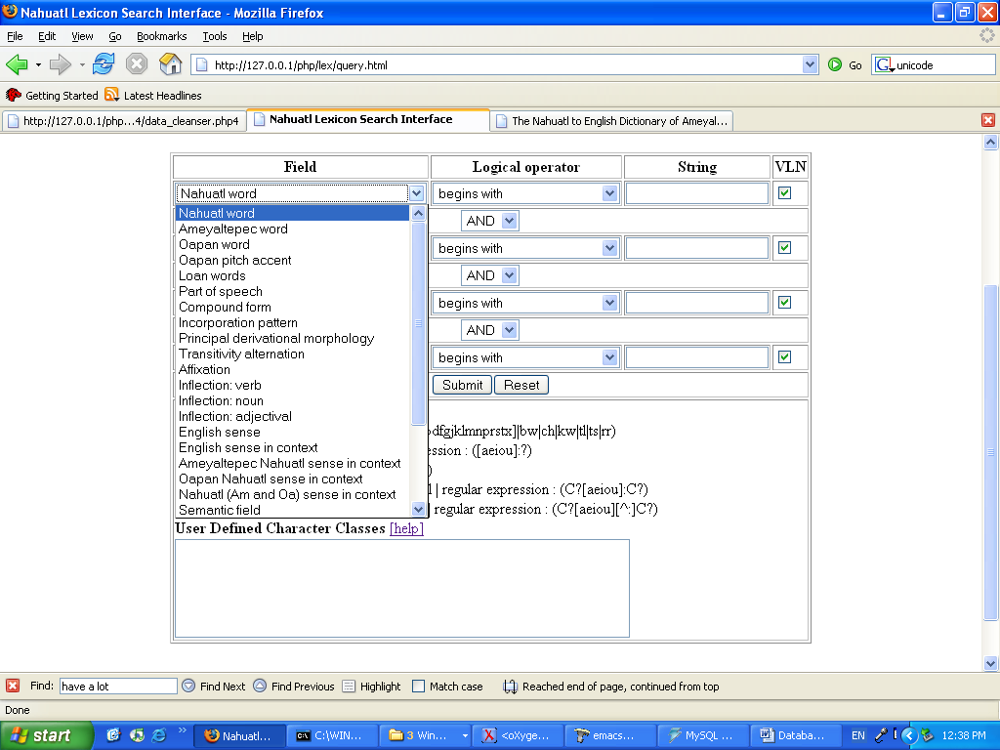 Nahuatl Lexicon Search Interface - Mozilla Firefox
File Edit View Go Bookmarks Tools Help
http://127.0.0.1/php/lex/query.html Go unicode
Getting Started Latest Headlines
http://127.0.0.1/php...4/data_cleanser.php4 Nahuatl Lexicon Search Interface The Nahuatl to English Dictionary of Ameyal...
Field Logical operator String VLN
Nahuatl word begins with
Nahuatl word AND
Ameyaltepec word
Oapan word begins with
Oapan pitch accent
Loan words AND
Part of speech
Compound form begins with
Incorporation pattern
Principal derivational morphology AND
Transitivity alternation
Affixation begins with
Inflection: verb Submit Reset
Inflection: noun
Inflection: adjectival
English sense dfgjklmnprstx]|bw|ch|kw|tl|ts|rr)
English sense in context ession : ([aeiou]:?)
Ameyaltepec Nahuatl sense in context )
Oapan Nahuatl sense in context
Nahuatl (Am and Oa) sense in context l | regular expression : (C?[aeiou]:C?)
Semantic field | regular expression : (C?[aeiou][^:]C?)
User Defined Character Classes [help]
Find: have a lot Find Next Find Previous Highlight Match case Reached end of page, continued from top
Done
start Nahuatl... C:\WIN... 3 Win... <oXyge... emacs... MySQL ... Databa... EN 12:38 PM